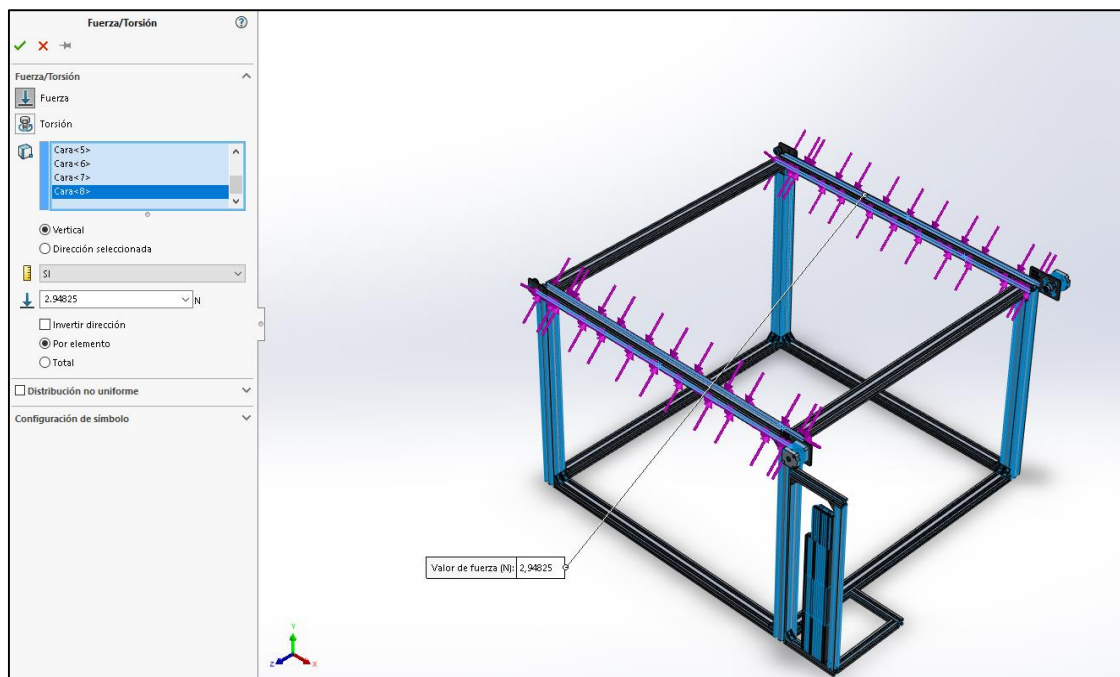 Fuerza/Torsión
Fuerza/Torsión
Fuerza
Torsión
Cara<5>
Cara<6>
Cara<7>
Cara<8>
Vertical
Dirección seleccionada
SI
2.94825 N
Invertir dirección
Por elemento
Total
Distribución no uniforme
Configuración de símbolo
Valor de fuerza (N): 2,94825
Y
Z
X